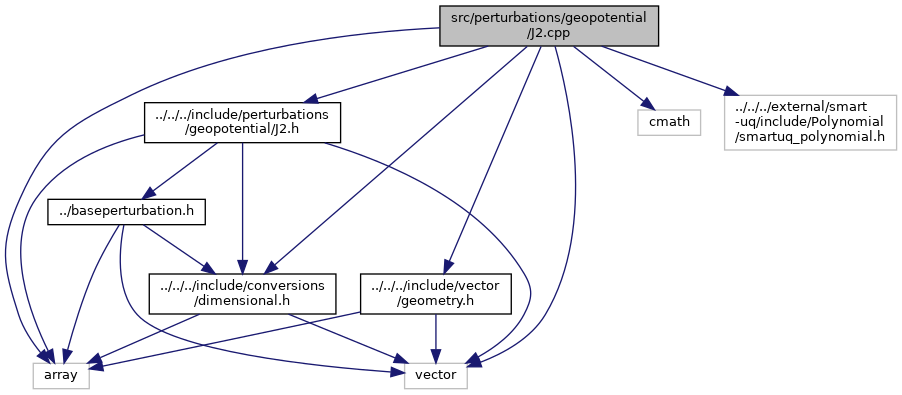 src/perturbations/geopotential
/J2.cpp
../../../include/perturbations
/geopotential/J2.h
cmath
../../../external/smart
-uq/include/Polynomial
/smartuq_polynomial.h
../baseperturbation.h
../../../include/conversions
/dimensional.h
../../../include/vector
/geometry.h
array
vector